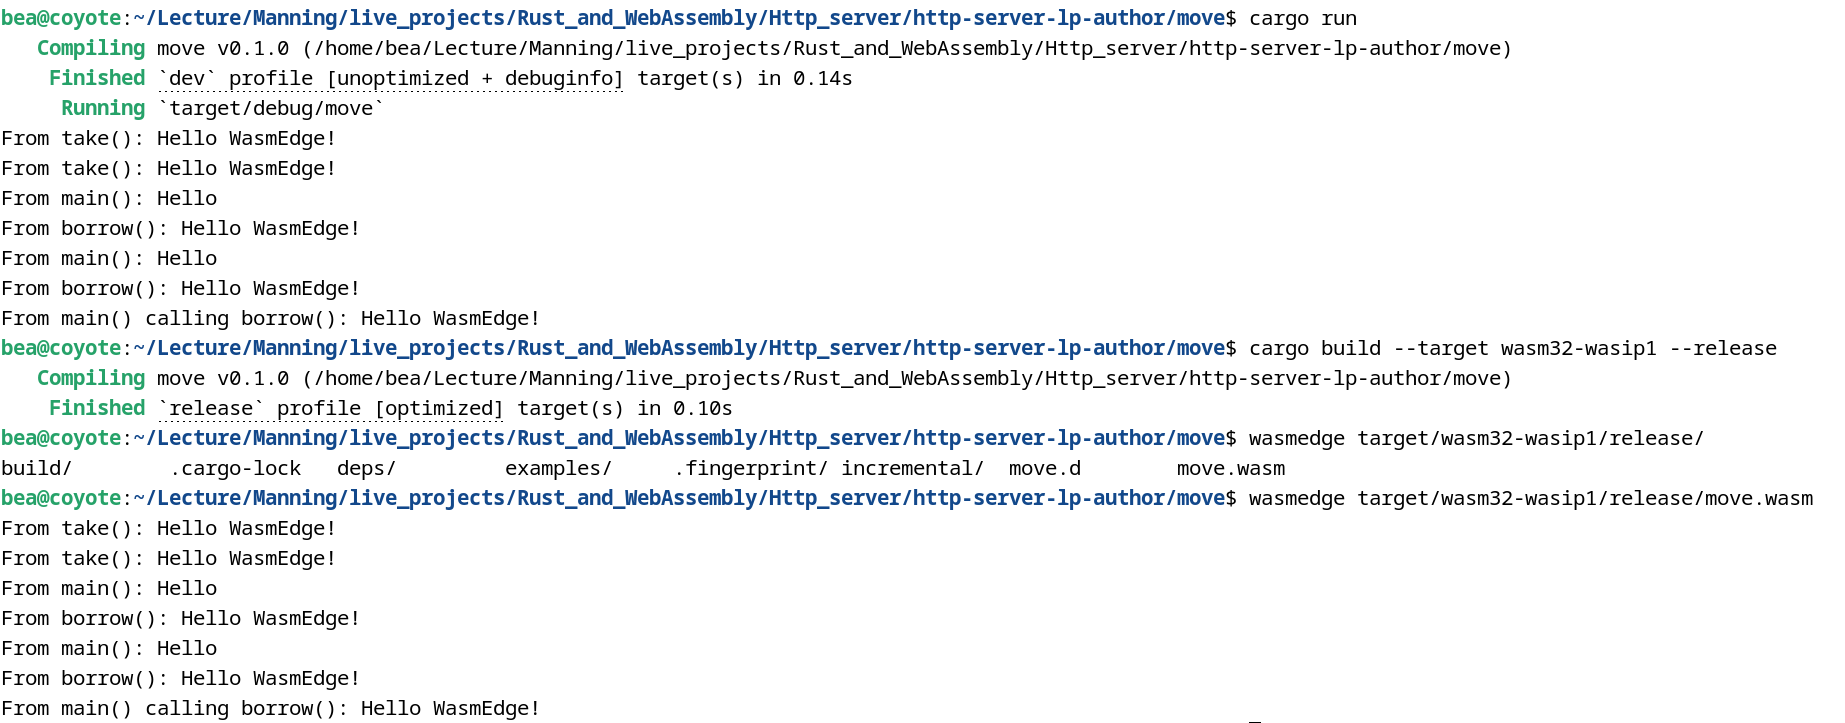 bea@coyote:~/Lecture/Manning/live_projects/Rust_and_WebAssembly/Http_server/http-server-lp-author/move$ cargo run
   Compiling move v0.1.0 (/home/bea/Lecture/Manning/live_projects/Rust_and_WebAssembly/Http_server/http-server-lp-author/move)
    Finished `dev` profile [unoptimized + debuginfo] target(s) in 0.14s
     Running `target/debug/move`
From take(): Hello WasmEdge!
From take(): Hello WasmEdge!
From main(): Hello
From borrow(): Hello WasmEdge!
From main(): Hello
From borrow(): Hello WasmEdge!
From main() calling borrow(): Hello WasmEdge!
bea@coyote:~/Lecture/Manning/live_projects/Rust_and_WebAssembly/Http_server/http-server-lp-author/move$ cargo build --target wasm32-wasip1 --release
   Compiling move v0.1.0 (/home/bea/Lecture/Manning/live_projects/Rust_and_WebAssembly/Http_server/http-server-lp-author/move)
    Finished `release` profile [optimized] target(s) in 0.10s
bea@coyote:~/Lecture/Manning/live_projects/Rust_and_WebAssembly/Http_server/http-server-lp-author/move$ wasmedge target/wasm32-wasip1/release/
build/        .cargo-lock   deps/         examples/     .fingerprint/ incremental/  move.d        move.wasm
bea@coyote:~/Lecture/Manning/live_projects/Rust_and_WebAssembly/Http_server/http-server-lp-author/move$ wasmedge target/wasm32-wasip1/release/move.wasm
From take(): Hello WasmEdge!
From take(): Hello WasmEdge!
From main(): Hello
From borrow(): Hello WasmEdge!
From main(): Hello
From borrow(): Hello WasmEdge!
From main() calling borrow(): Hello WasmEdge!